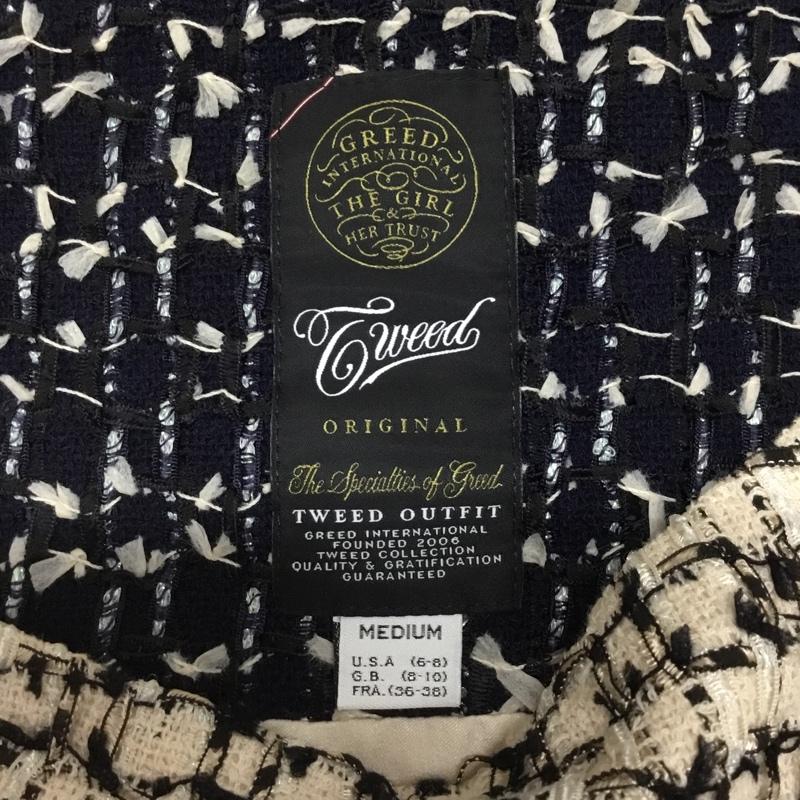 GREED
INTERNATIONAL
THE GIRL
&
HER TRUST
Tweed
ORIGINAL
The Specialties of Greed
TWEED OUTFIT
GREED INTERNATIONAL
FOUNDED 2006
TWEED COLLECTION
QUALITY & GRATIFICATION
GUARANTEED
MEDIUM
U.S.A (6-8)
G.B. (8-10)
FRA.(36-38)